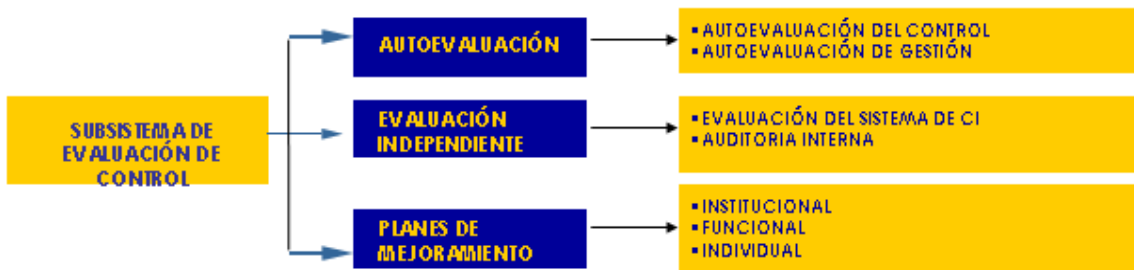 SUBSISTEMA DE
EVALUACIÓN DE
CONTROL
AUTOEVALUACIÓN
▪ AUTOEVALUACIÓN DEL CONTROL
▪ AUTOEVALUACIÓN DE GESTIÓN
EVALUACIÓN
INDEPENDIENTE
▪ EVALUACIÓN DEL SISTEMA DE CI
▪ AUDITORIA INTERNA
PLANES DE
MEJORAMIENTO
▪ INSTITUCIONAL
▪ FUNCIONAL
▪ INDIVIDUAL